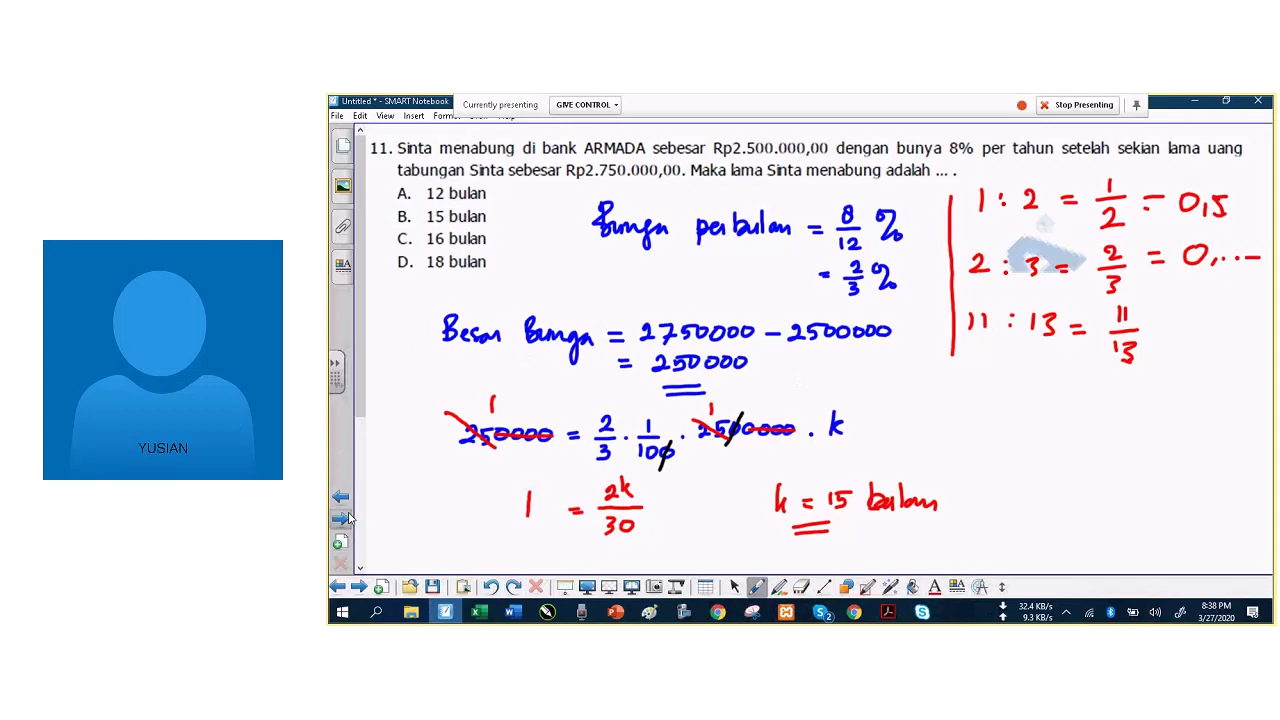 Untitled * - SMART Notebook
Currently presenting
GIVE CONTROL
Stop Presenting
File Edit View Insert Format
11. Sinta menabung di bank ARMADA sebesar Rp2.500.000,00 dengan bunya 8% per tahun setelah sekian lama uang
tabungan Sinta sebesar Rp2.750.000,00. Maka lama Sinta menabung adalah ... .
A. 12 bulan
B. 15 bulan
C. 16 bulan
D. 18 bulan
Bunga perbulan = 8/12 %
= 2/3 %
1 : 2 = 1/2 = 0,5
2 : 3 = 2/3 = 0,...
11 : 13 = 11/13
Besar Bunga = 2750000 - 2500000
= 250000
250000 = 2/3 . 1/100 . 2500000 . k
1 1
1 = 2k/30
k = 15 bulan
YUSIAN
32.4 KB/s
9.3 KB/s
8:38 PM
3/27/2020